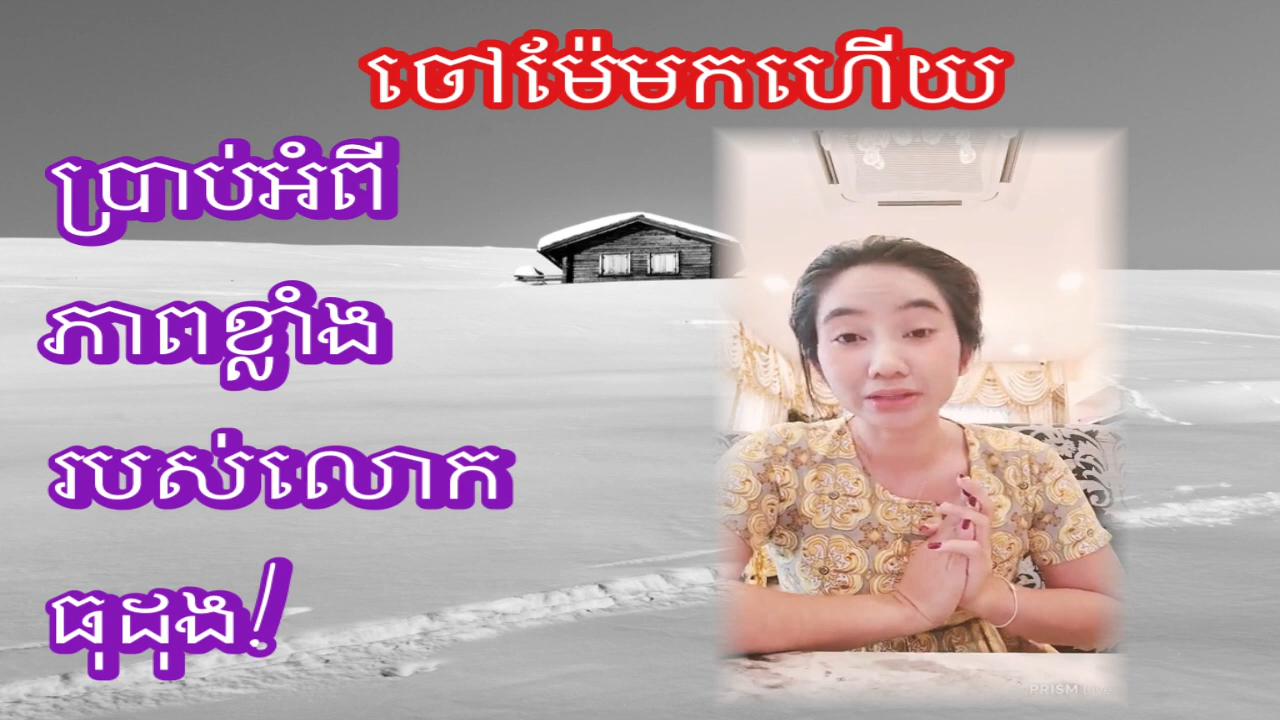 ចៅម៉ែមកហើយ
ប្រាប់អំពី
ភាពខ្លាំង
របស់លោក
ធុដុង!
PRISM Live